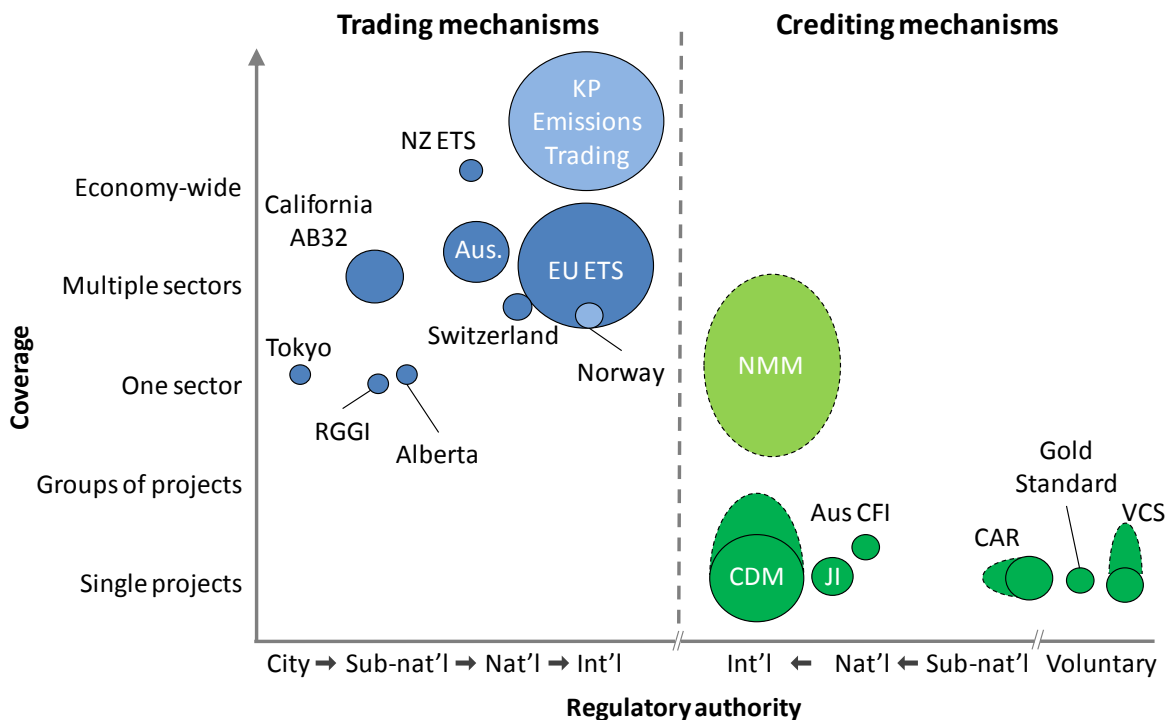 Trading mechanisms
Crediting mechanisms
KP
Emissions
Trading
NZ ETS
Economy-wide
California
AB32
Aus.
EU ETS
Multiple sectors
Switzerland
Norway
Tokyo
One sector
RGGI
Alberta
NMM
Coverage
Groups of projects
Gold
Standard
Aus CFI
VCS
CAR
CDM
JI
Single projects
City → Sub-nat'l → Nat'l → Int'l
Int'l ← Nat'l ← Sub-nat'l Voluntary
Regulatory authority